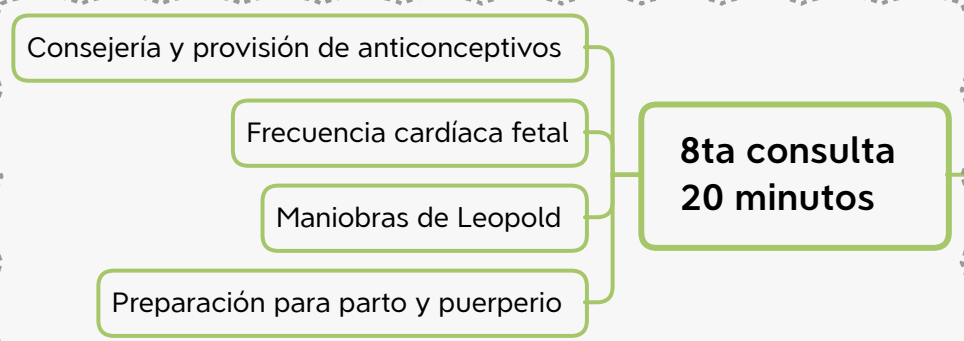 Consejería y provisión de anticonceptivos
Frecuencia cardíaca fetal
Maniobras de Leopold
Preparación para parto y puerperio
8ta consulta
20 minutos